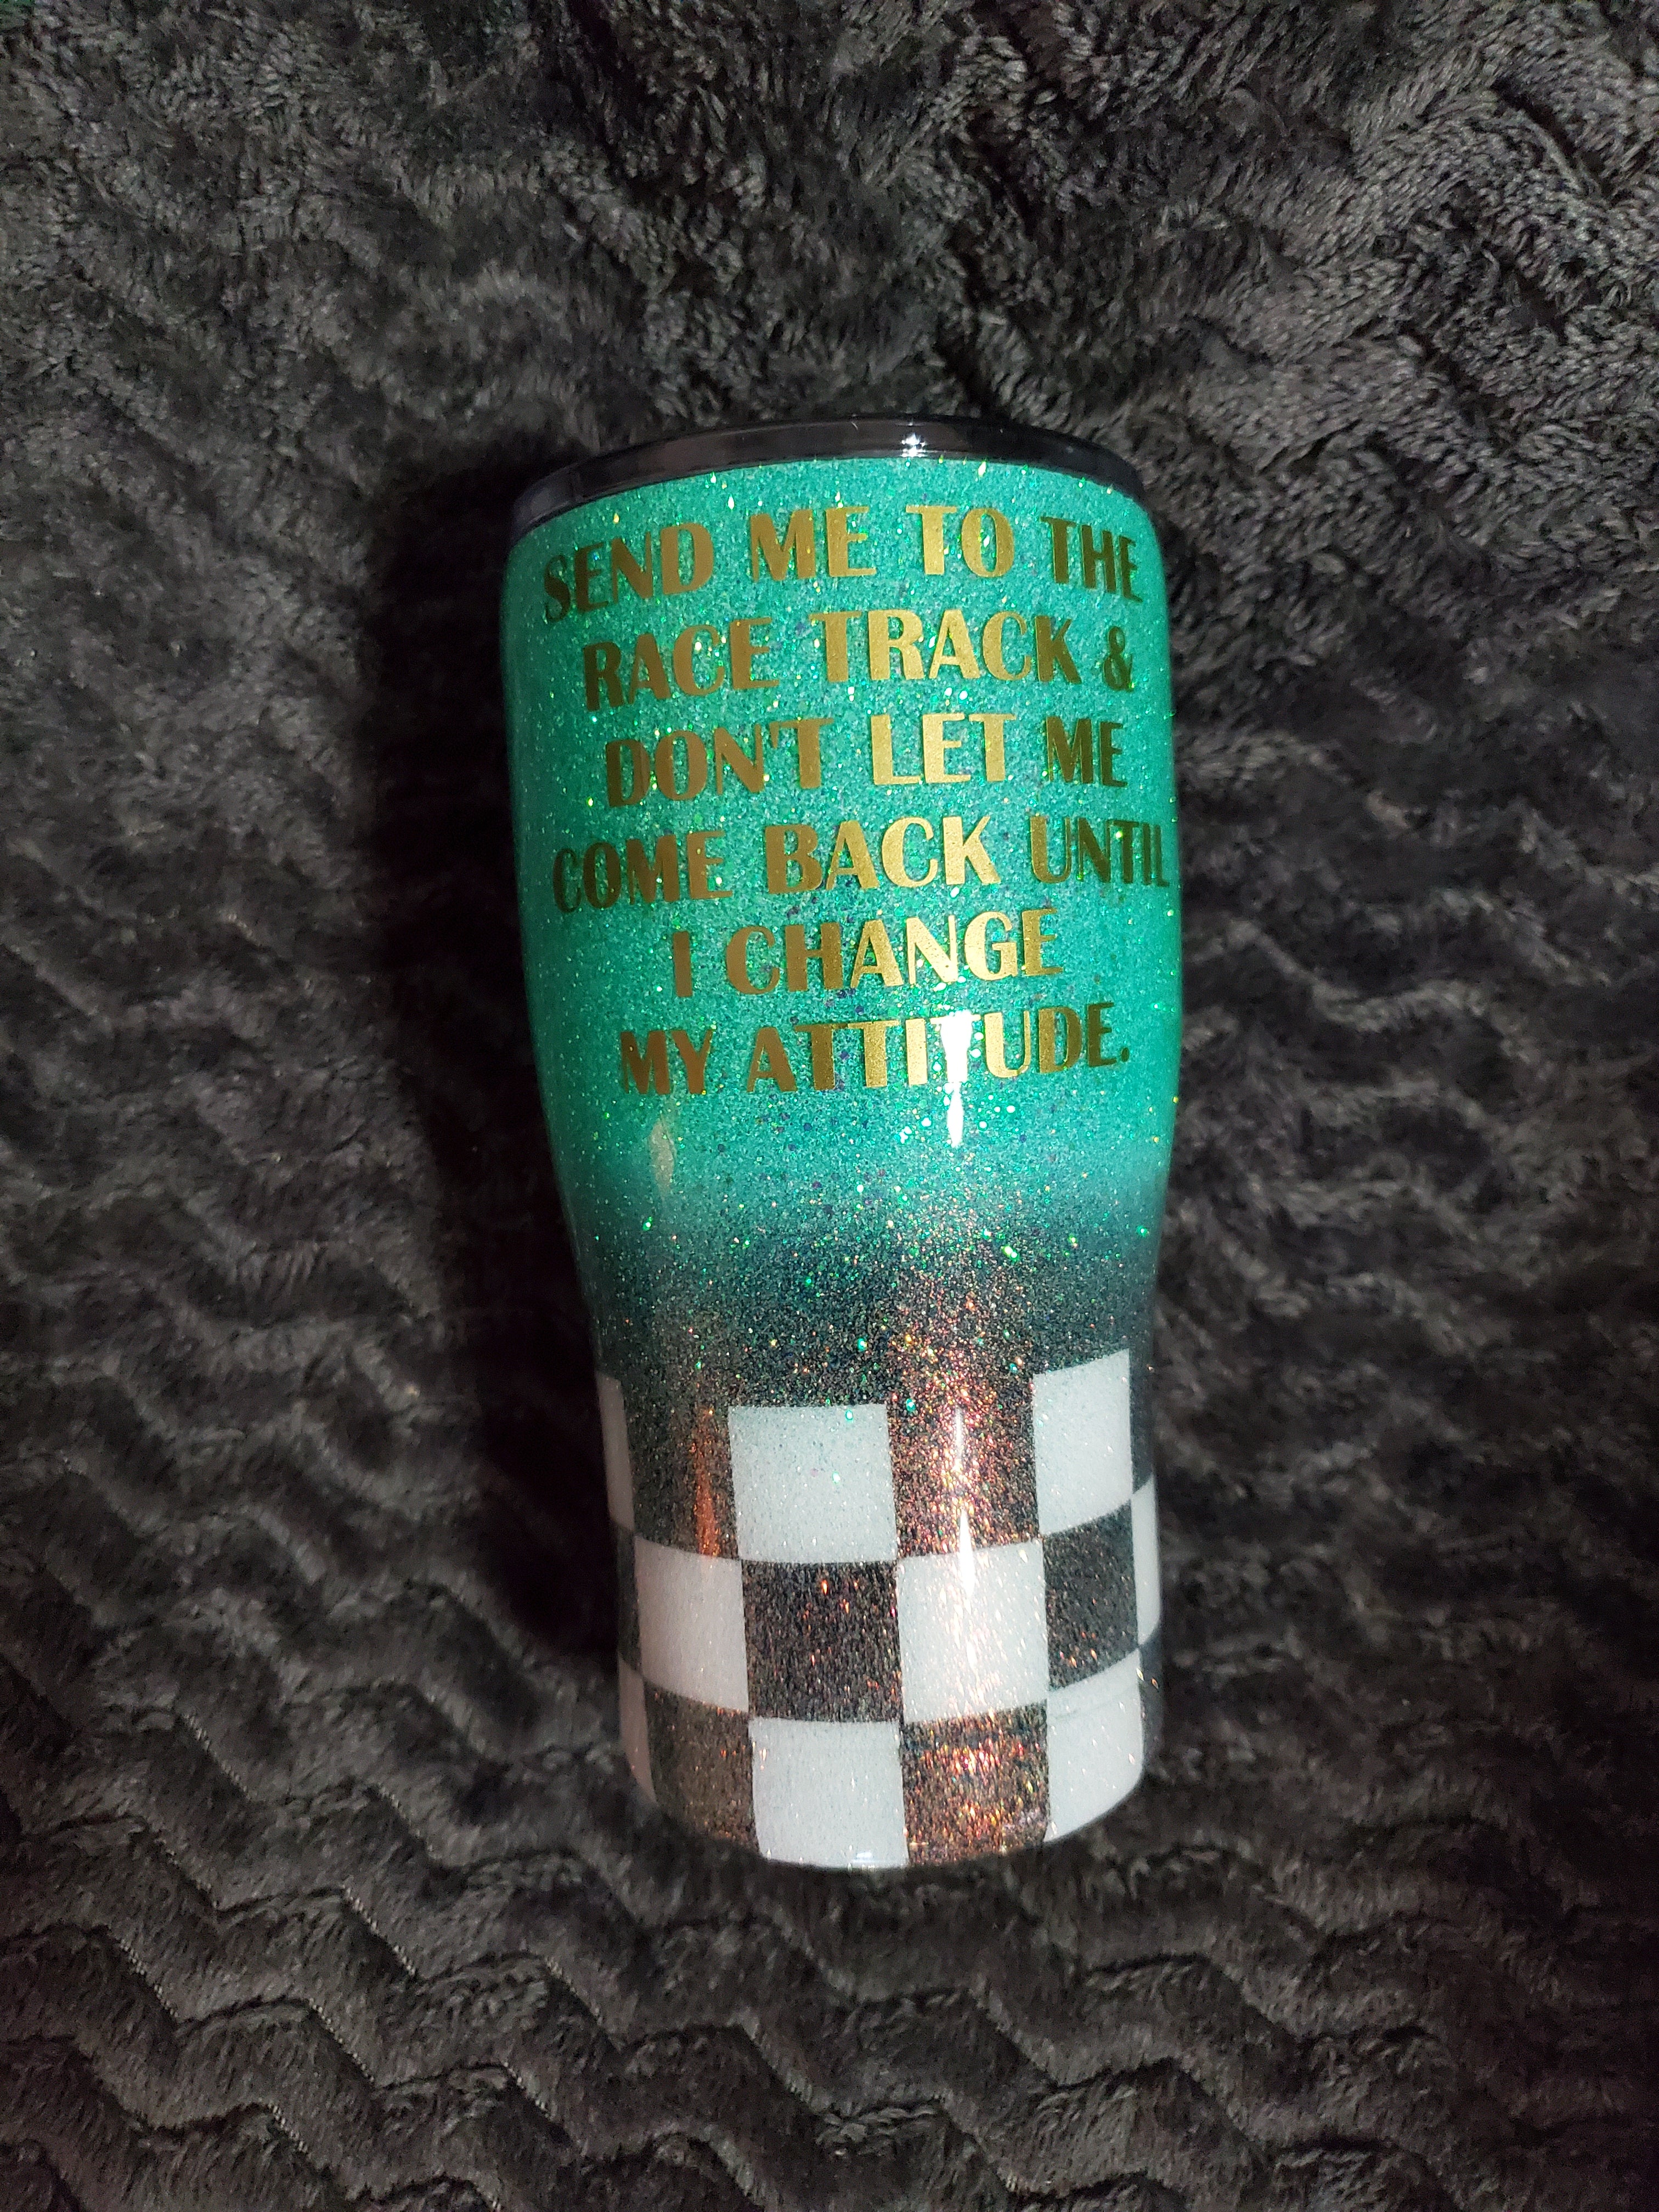 SEND ME TO THE
RACE TRACK &
DON'T LET ME
COME BACK UNTIL
I CHANGE
MY ATTITUDE.